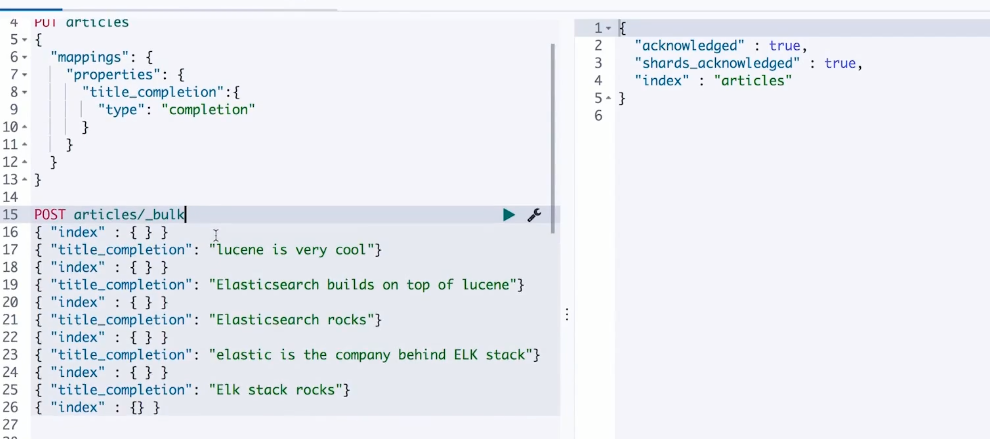 4 PUT articles
5 {
6 "mappings": {
7 "properties": {
8 "title_completion":{
9 "type": "completion"
10 }
11 }
12 }
13 }
14
15 POST articles/_bulk
16 { "index" : { } }
17 { "title_completion": "lucene is very cool"}
18 { "index" : { } }
19 { "title_completion": "Elasticsearch builds on top of lucene"}
20 { "index" : { } }
21 { "title_completion": "Elasticsearch rocks"}
22 { "index" : { } }
23 { "title_completion": "elastic is the company behind ELK stack"}
24 { "index" : { } }
25 { "title_completion": "Elk stack rocks"}
26 { "index" : {} }
27
1 {
2 "acknowledged" : true,
3 "shards_acknowledged" : true,
4 "index" : "articles"
5 }
6